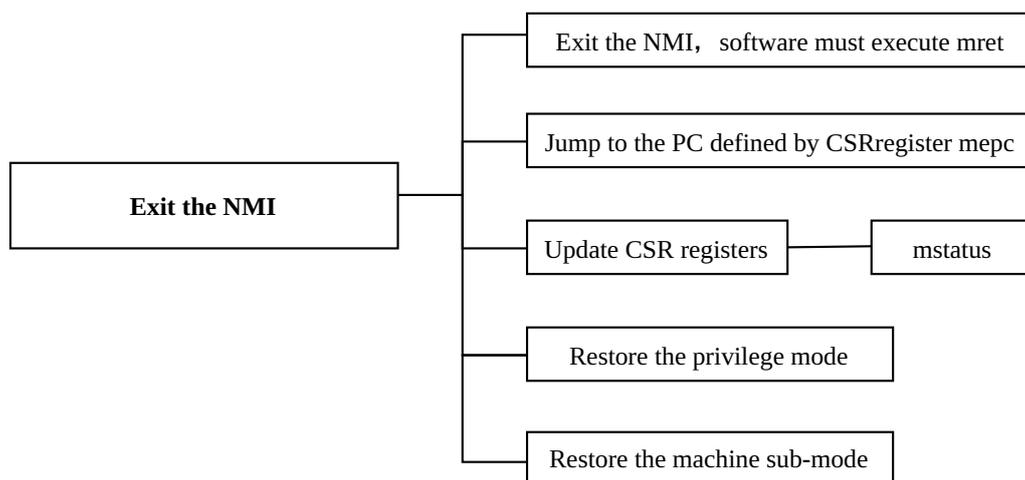 Exit the NMI，software must execute mret
Jump to the PC defined by CSRregister mepc
Exit the NMI
Update CSR registers
mstatus
Restore the privilege mode
Restore the machine sub-mode